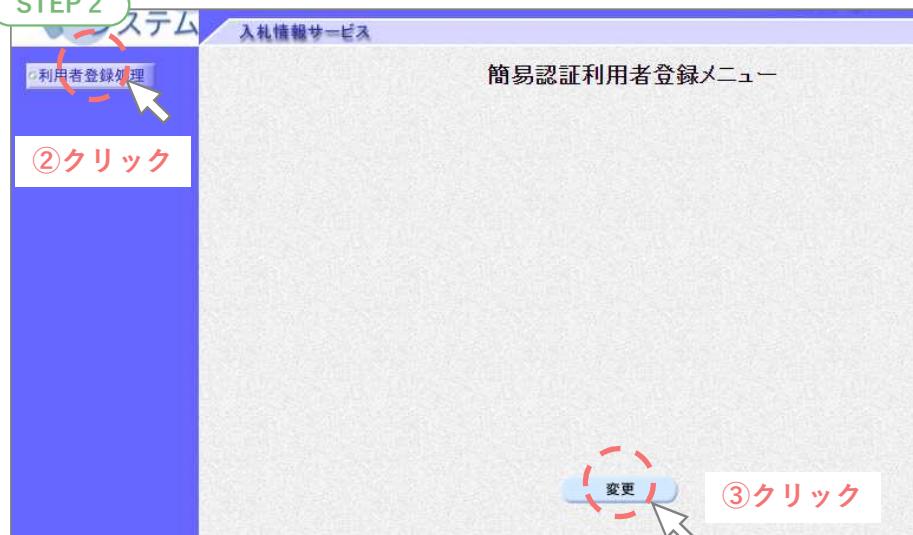 STEP 2
ステム
入札情報サービス
利用者登録処理
簡易認証利用者登録メニュー
②クリック
変更
③クリック